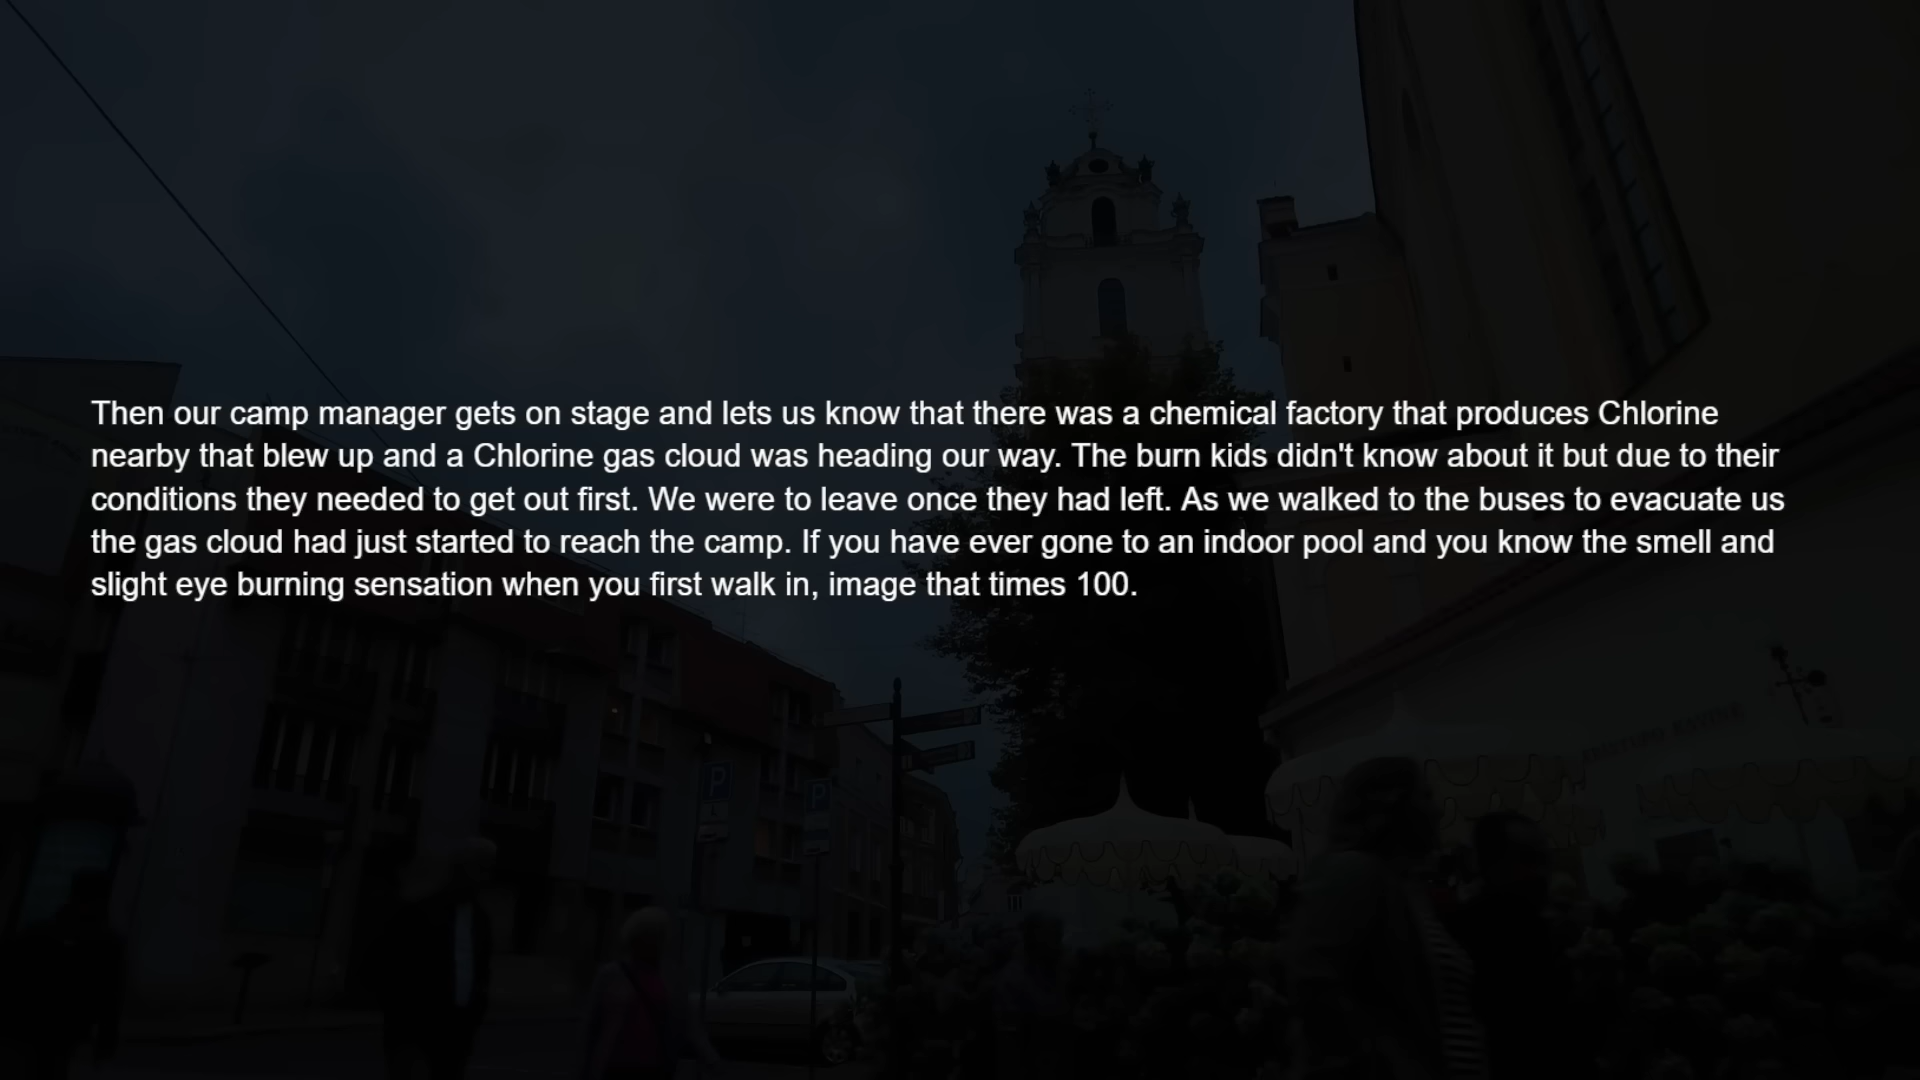 Then our camp manager gets on stage and lets us know that there was a chemical factory that produces Chlorine
nearby that blew up and a Chlorine gas cloud was heading our way. The burn kids didn't know about it but due to their
conditions they needed to get out first. We were to leave once they had left. As we walked to the buses to evacuate us
the gas cloud had just started to reach the camp. If you have ever gone to an indoor pool and you know the smell and
slight eye burning sensation when you first walk in, image that times 100.
P
P